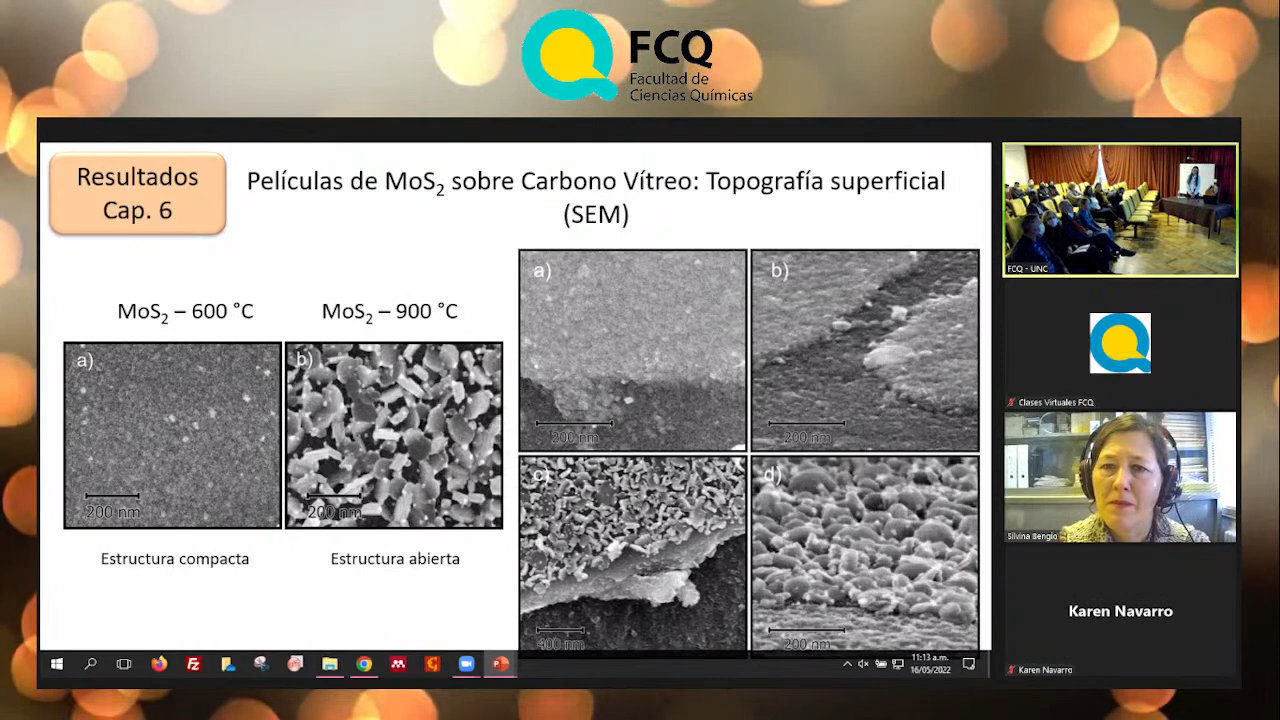 FCQ
Facultad de
Ciencias Químicas
Resultados
Cap. 6
Películas de MoS2 sobre Carbono Vítreo: Topografía superficial
(SEM)
MoS2 – 600 °C
MoS2 – 900 °C
a)
200 nm
b)
200 nm
Estructura compacta
Estructura abierta
a)
200 nm
b)
200 nm
c)
400 nm
d)
200 nm
FCQ - UNC
Clases Virtuales FCQ
Silvina Bengio
Karen Navarro
Karen Navarro
11:13 a.m.
16/05/2022